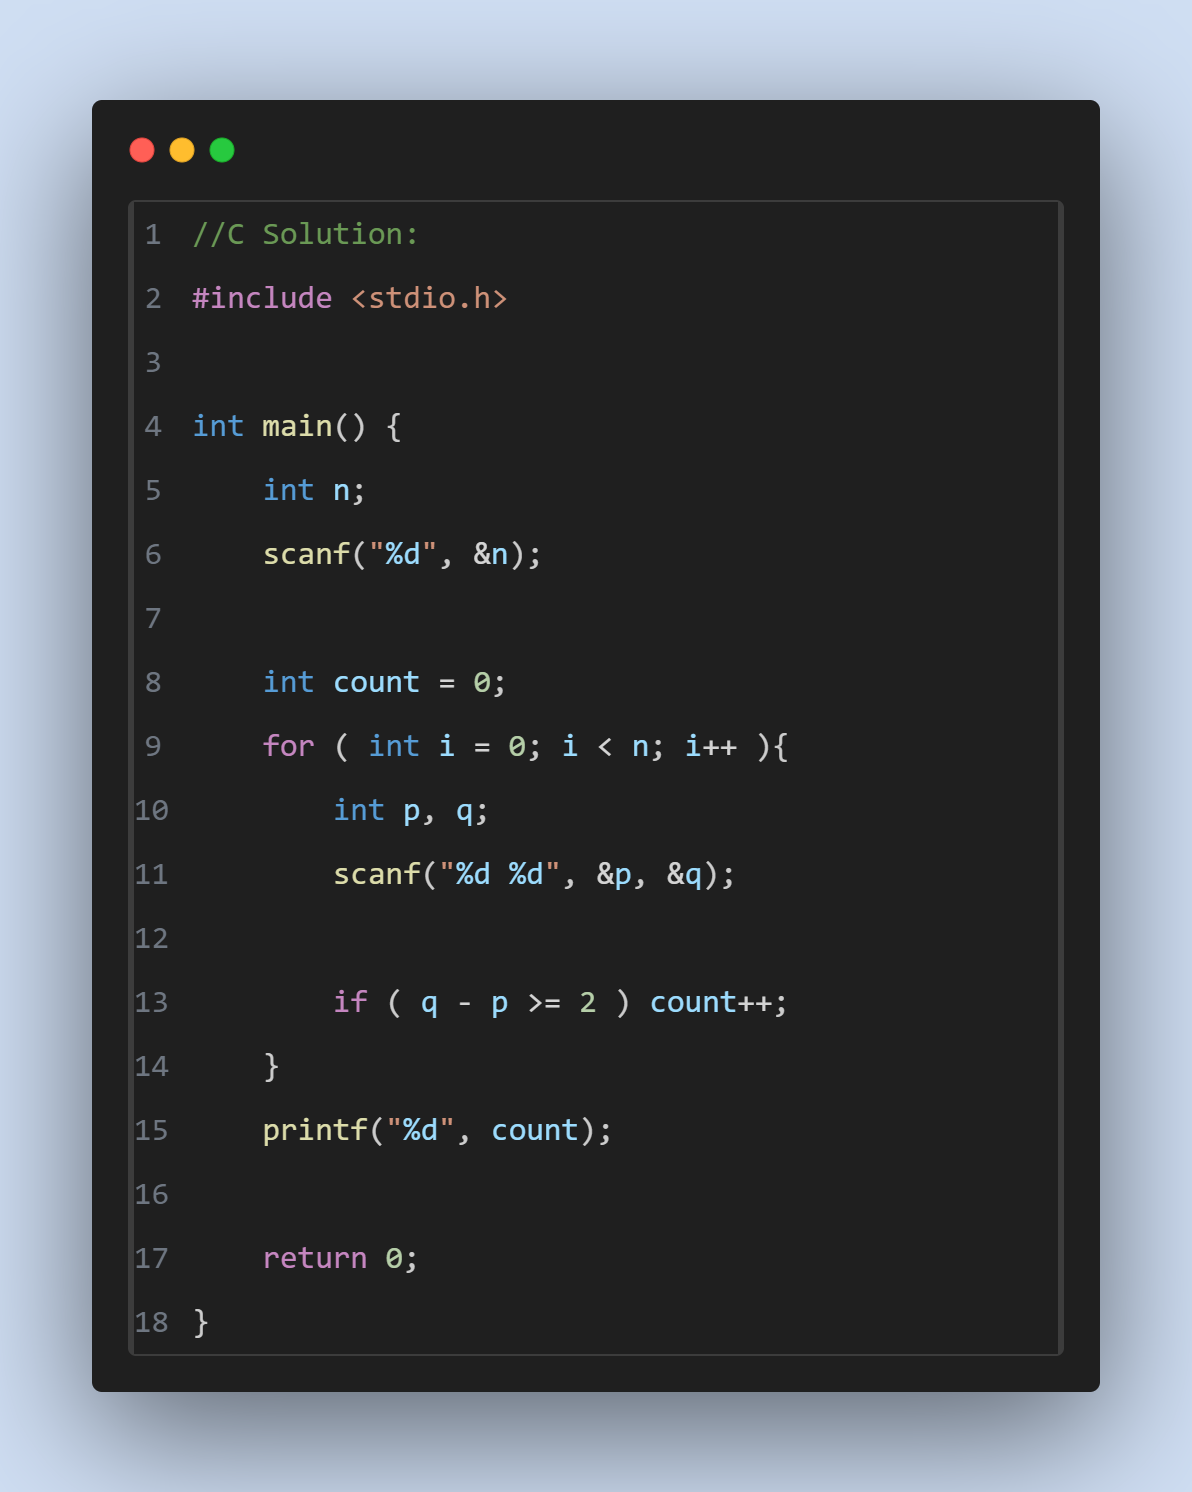 1 //C Solution:
2 #include <stdio.h>
3
4 int main() {
5     int n;
6     scanf("%d", &n);
7
8     int count = 0;
9     for ( int i = 0; i < n; i++ ){
10         int p, q;
11         scanf("%d %d", &p, &q);
12
13         if ( q - p >= 2 ) count++;
14     }
15     printf("%d", count);
16
17     return 0;
18 }